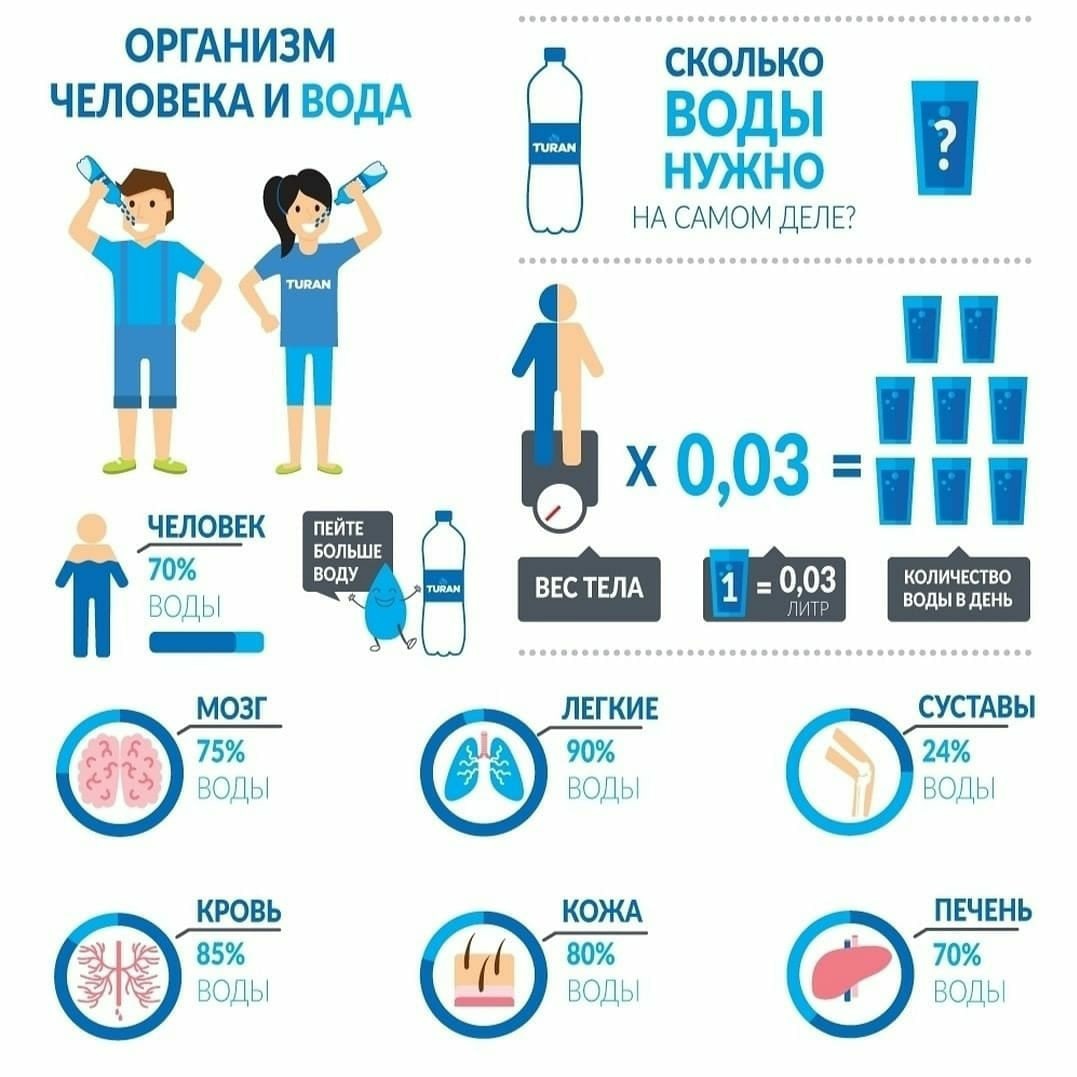 ОРГАНИЗМ
ЧЕЛОВЕКА И ВОДА
TURAN
ЧЕЛОВЕК
70%
ВОДЫ
ПЕЙТЕ
БОЛЬШЕ
ВОДУ
TURAN
TURAN
СКОЛЬКО
ВОДЫ
НУЖНО
НА САМОМ ДЕЛЕ?
?
X 0,03 =
ВЕС ТЕЛА
1 = 0,03
ЛИТР
КОЛИЧЕСТВО
ВОДЫ В ДЕНЬ
МОЗГ
75%
ВОДЫ
ЛЕГКИЕ
90%
ВОДЫ
СУСТАВЫ
24%
ВОДЫ
КРОВЬ
85%
ВОДЫ
КОЖА
80%
ВОДЫ
ПЕЧЕНЬ
70%
ВОДЫ